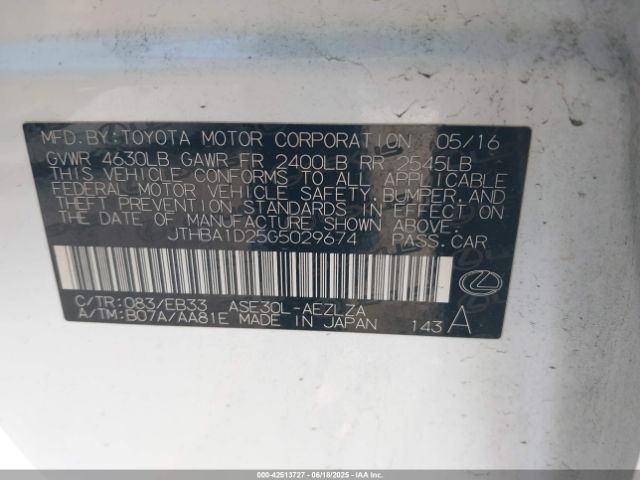 MFD.BY:TOYOTA MOTOR CORPORATION 05/16
GVWR 4630LB GAWR FR 2400LB RR 2545LB
THIS VEHICLE CONFORMS TO ALL APPLICABLE
FEDERAL MOTOR VEHICLE SAFETY, BUMPER, AND
THEFT PREVENTION STANDARDS IN EFFECT ON
THE DATE OF MANUFACTURE SHOWN ABOVE.
JTHBA1D25G5029674 PASS.CAR
C/TR:083/EB33 ASE30L-AEZLZA
A/TM:B07A/AA81E MADE IN JAPAN 143 A
000-42513727 - 06/18/2025 - IAAI.com